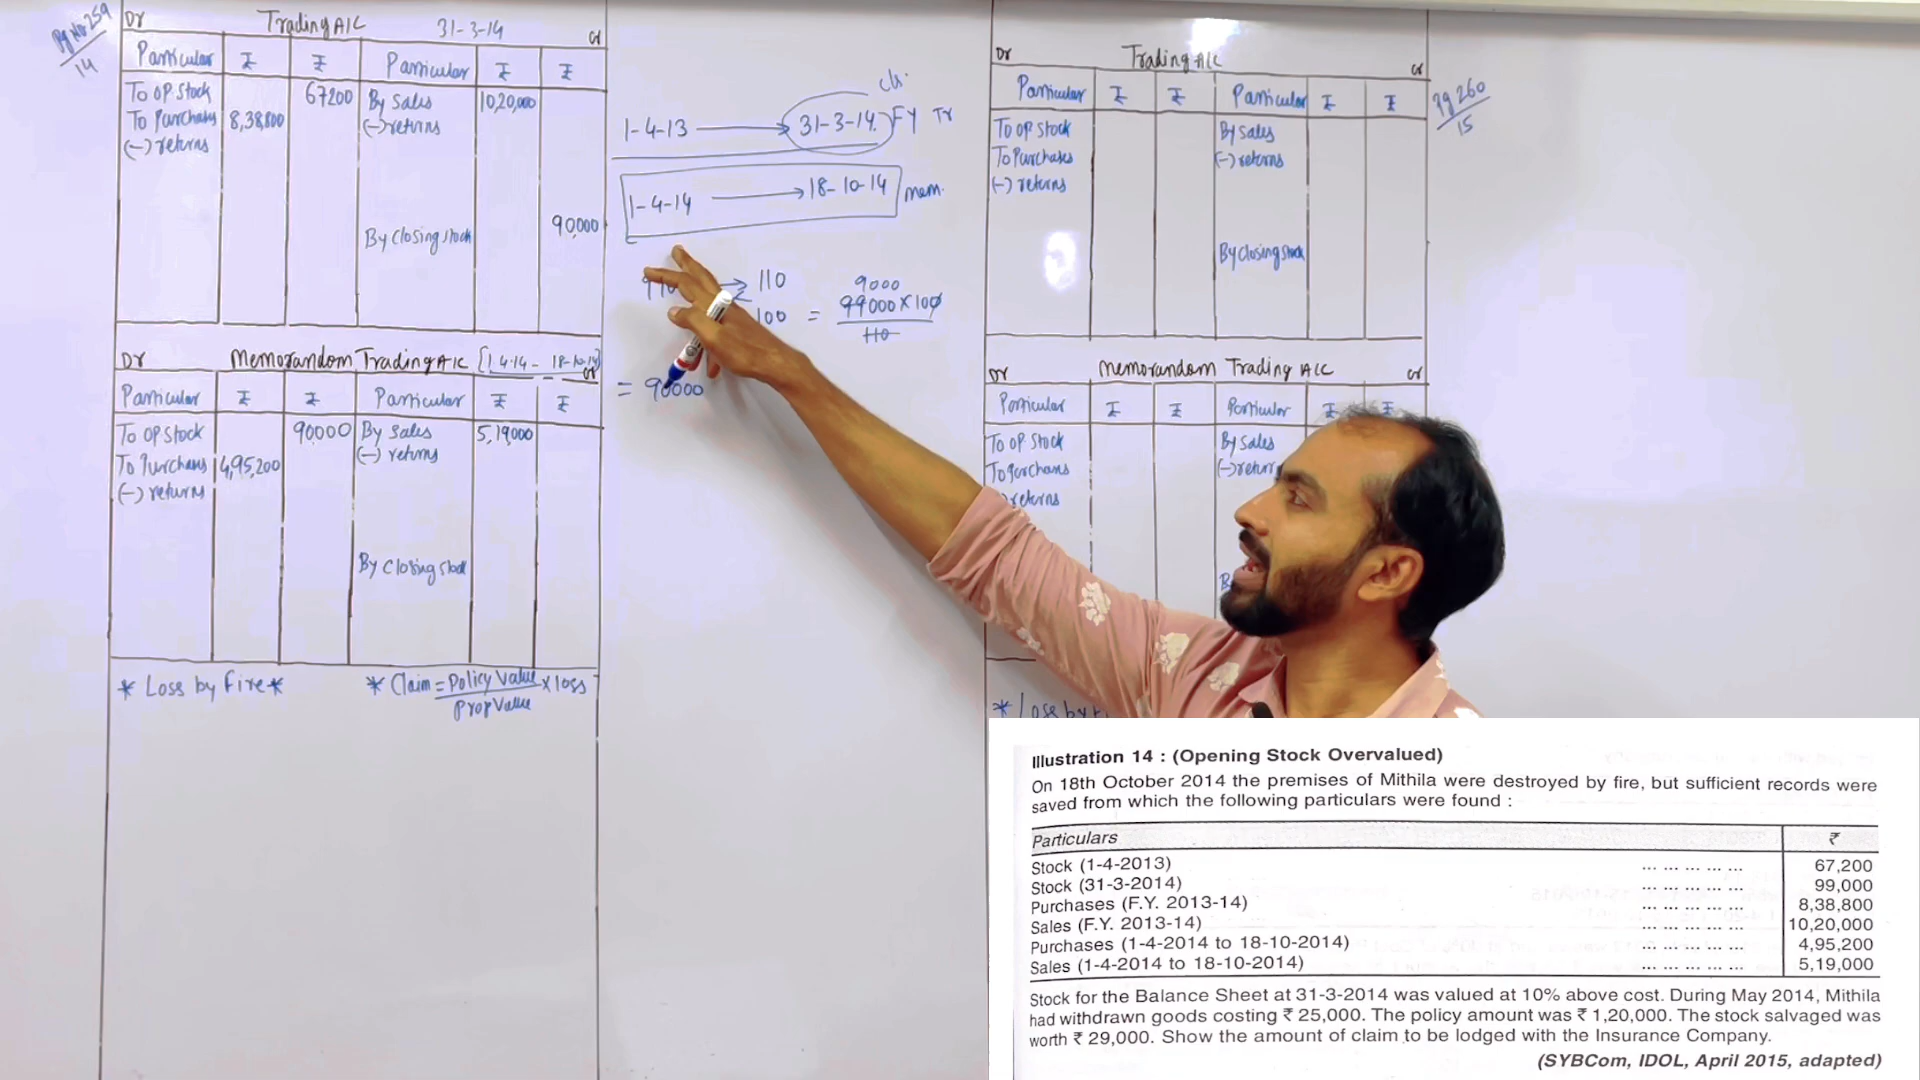 Pg No 259
14
Dr Trading A/C 31-3-14 Cr
Particular ₹ ₹ Particular ₹ ₹
To OP Stock 67200 By Sales 10,20,000
To Purchases 8,38,800 (-) returns
(-) returns
By Closing Stock 90,000
Dr Memorandom Trading A/C [1.4.14 - 18-10-14] Cr
Particular ₹ ₹ Particular ₹ ₹
To OP Stock 90000 By Sales 5,19,000
To Purchases 4,95,200 (-) returns
(-) returns
By Closing Stock
* Loss by Fire * * Claim = Policy Value × loss
Prop Value
Cls.
1-4-13 31-3-14. FY Tr
1-4-14 18-10-14 Mem.
110 9000
100 = 99000 × 100
110
= 90000
Dr Trading A/C Cr
Particular ₹ ₹ Particular ₹ ₹
To OP Stock By Sales
To Purchases (-) returns
(-) returns
By Closing Stock
Pg 260
15
Dr Memorandom Trading A/C Cr
Particular ₹ ₹ Particular ₹ ₹
To OP Stock By Sales
To Purchases (-) return
returns
* Loss by
Illustration 14 : (Opening Stock Overvalued)
On 18th October 2014 the premises of Mithila were destroyed by fire, but sufficient records were
saved from which the following particulars were found :
Particulars ₹
Stock (1-4-2013) ... ... ... ... ... 67,200
Stock (31-3-2014) ... ... ... ... ... 99,000
Purchases (F.Y. 2013-14) ... ... ... ... ... 8,38,800
Sales (F.Y. 2013-14) ... ... ... ... ... 10,20,000
Purchases (1-4-2014 to 18-10-2014) ... ... ... ... ... 4,95,200
Sales (1-4-2014 to 18-10-2014) ... ... ... ... ... 5,19,000
Stock for the Balance Sheet at 31-3-2014 was valued at 10% above cost. During May 2014, Mithila
had withdrawn goods costing ₹ 25,000. The policy amount was ₹ 1,20,000. The stock salvaged was
worth ₹ 29,000. Show the amount of claim to be lodged with the Insurance Company.
(SYBCom, IDOL, April 2015, adapted)